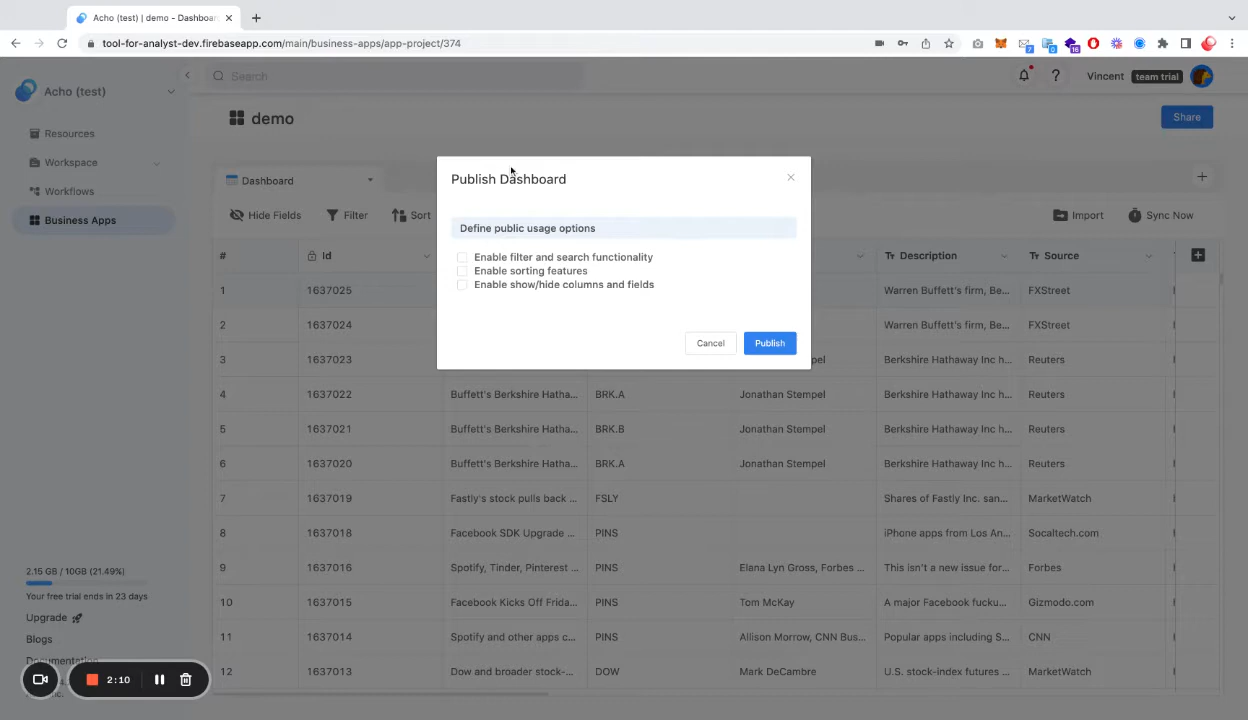 Acho (test) | demo - Dashboar
tool-for-analyst-dev.firebaseapp.com/main/business-apps/app-project/374
7
0
16
Acho (test)
Search
Vincent
team trial
Resources
Workspace
Workflows
Business Apps
demo
Share
Dashboard
Hide Fields
Filter
Sort
Import
Sync Now
Publish Dashboard
Define public usage options
Enable filter and search functionality
Enable sorting features
Enable show/hide columns and fields
Cancel
Publish
# Id Description Source
1 1637025 Warren Buffett's firm, Be... FXStreet
2 1637024 Warren Buffett's firm, Be... FXStreet
3 1637023 Berkshire Hathaway Inc h... Reuters
4 1637022 Buffett's Berkshire Hatha... BRK.A Jonathan Stempel Berkshire Hathaway Inc h... Reuters
5 1637021 Buffett's Berkshire Hatha... BRK.B Jonathan Stempel Berkshire Hathaway Inc h... Reuters
6 1637020 Buffett's Berkshire Hatha... BRK.A Jonathan Stempel Berkshire Hathaway Inc h... Reuters
7 1637019 Fastly's stock pulls back ... FSLY Shares of Fastly Inc. san... MarketWatch
8 1637018 Facebook SDK Upgrade ... PINS iPhone apps from Los An... Socaltech.com
9 1637016 Spotify, Tinder, Pinterest ... PINS Elana Lyn Gross, Forbes ... This isn't a new issue for... Forbes
10 1637015 Facebook Kicks Off Frida... PINS Tom McKay A major Facebook fucku... Gizmodo.com
11 1637014 Spotify and other apps c... PINS Allison Morrow, CNN Bus... Popular apps including S... CNN
12 1637013 Dow and broader stock-... DOW Mark DeCambre U.S. stock-index futures ... MarketWatch
2.15 GB / 10GB (21.49%)
Your free trial ends in 23 days
Upgrade
Blogs
Documentation
2:10